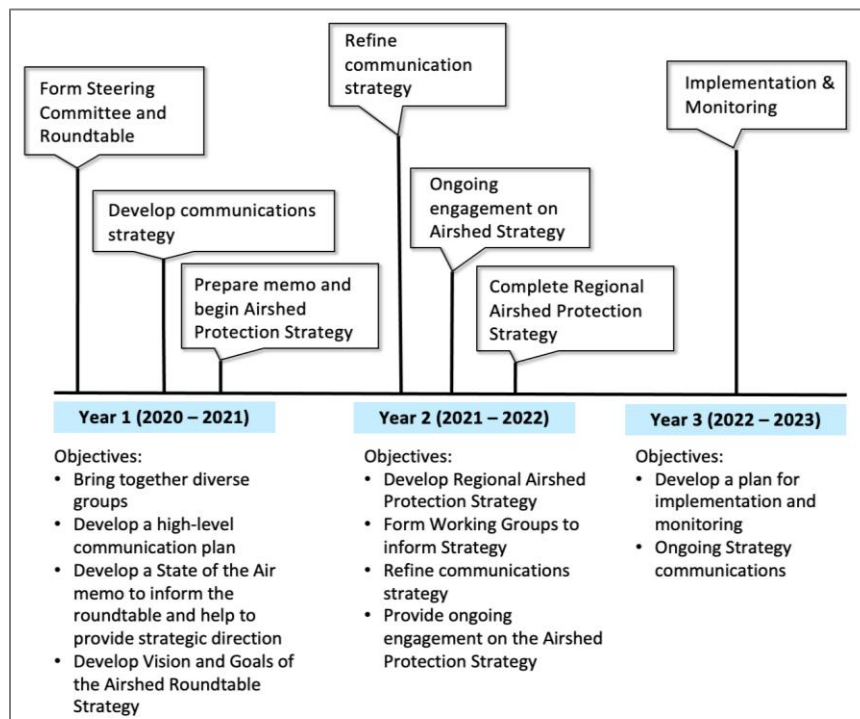 Form Steering
Committee and
Roundtable
Develop communications
strategy
Prepare memo and
begin Airshed
Protection Strategy
Refine
communication
strategy
Ongoing
engagement on
Airshed Strategy
Complete Regional
Airshed Protection
Strategy
Implementation &
Monitoring
Year 1 (2020 – 2021)
Objectives:
• Bring together diverse
groups
• Develop a high-level
communication plan
• Develop a State of the Air
memo to inform the
roundtable and help to
provide strategic direction
• Develop Vision and Goals of
the Airshed Roundtable
Strategy
Year 2 (2021 – 2022)
Objectives:
• Develop Regional Airshed
Protection Strategy
• Form Working Groups to
inform Strategy
• Refine communications
strategy
• Provide ongoing
engagement on the Airshed
Protection Strategy
Year 3 (2022 – 2023)
Objectives:
• Develop a plan for
implementation and
monitoring
• Ongoing Strategy
communications